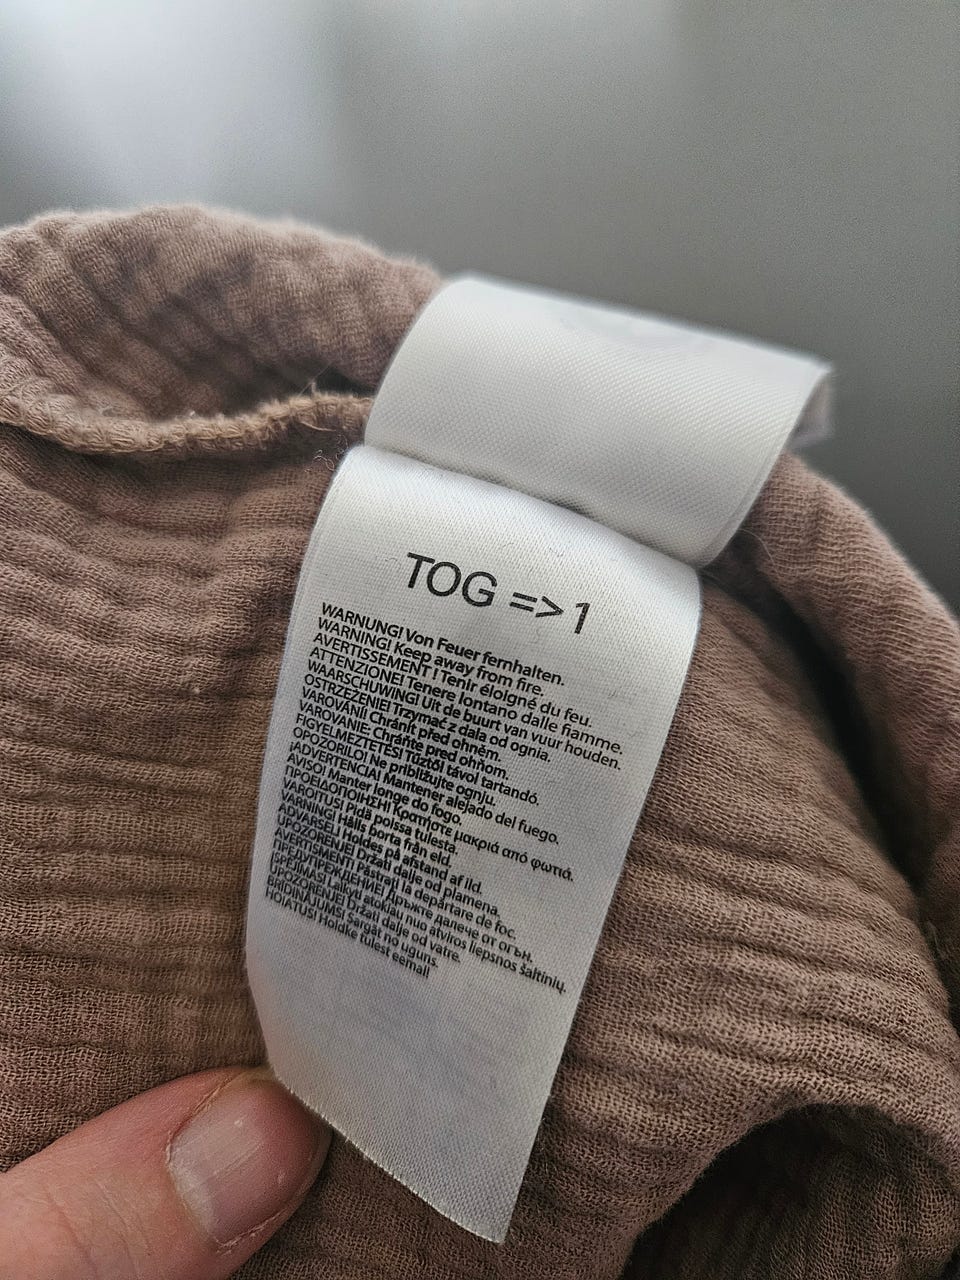 TOG => 1
WARNUNG! Von Feuer fernhalten.
WARNING! Keep away from fire.
AVERTISSEMENT ! Tenir éloigné du feu.
ATTENZIONE! Tenere lontano dalle fiamme.
WAARSCHUWING! Uit de buurt van vuur houden.
OSTRZEŻENIE! Trzymać z dala od ognia.
VAROVÁNÍ! Chránit před ohněm.
VAROVANIE: Chráňte pred ohňom.
FIGYELMEZTETÉS! Tűztől távol tartandó.
OPOZORILO! Ne približujte ognju.
¡ADVERTENCIA! Mantener alejado del fuego.
AVISO! Manter longe do fogo.
ΠΡΟΕΙΔΟΠΟΙΗΣΗ! Κρατήστε μακριά από φωτιά.
VAROITUS! Pidä poissa tulesta.
VARNING! Hålls borta från eld.
ADVARSEL! Holdes på afstand af ild.
UPOZORENJE! Držati dalje od plamena.
AVERTISMENT! Păstrați la depărtare de foc.
ПРЕДУПРЕЖДЕНИЕ! Дръжте далече от огън.
ĮSPĖJIMAS! Laikyti atokiau nuo atviros liepsnos šaltinių.
UPOZORENJE! Držati dalje od vatre.
BRĪDINĀJUMS! Sargāt no uguns.
HOIATUS! Hoidke tulest eemal!